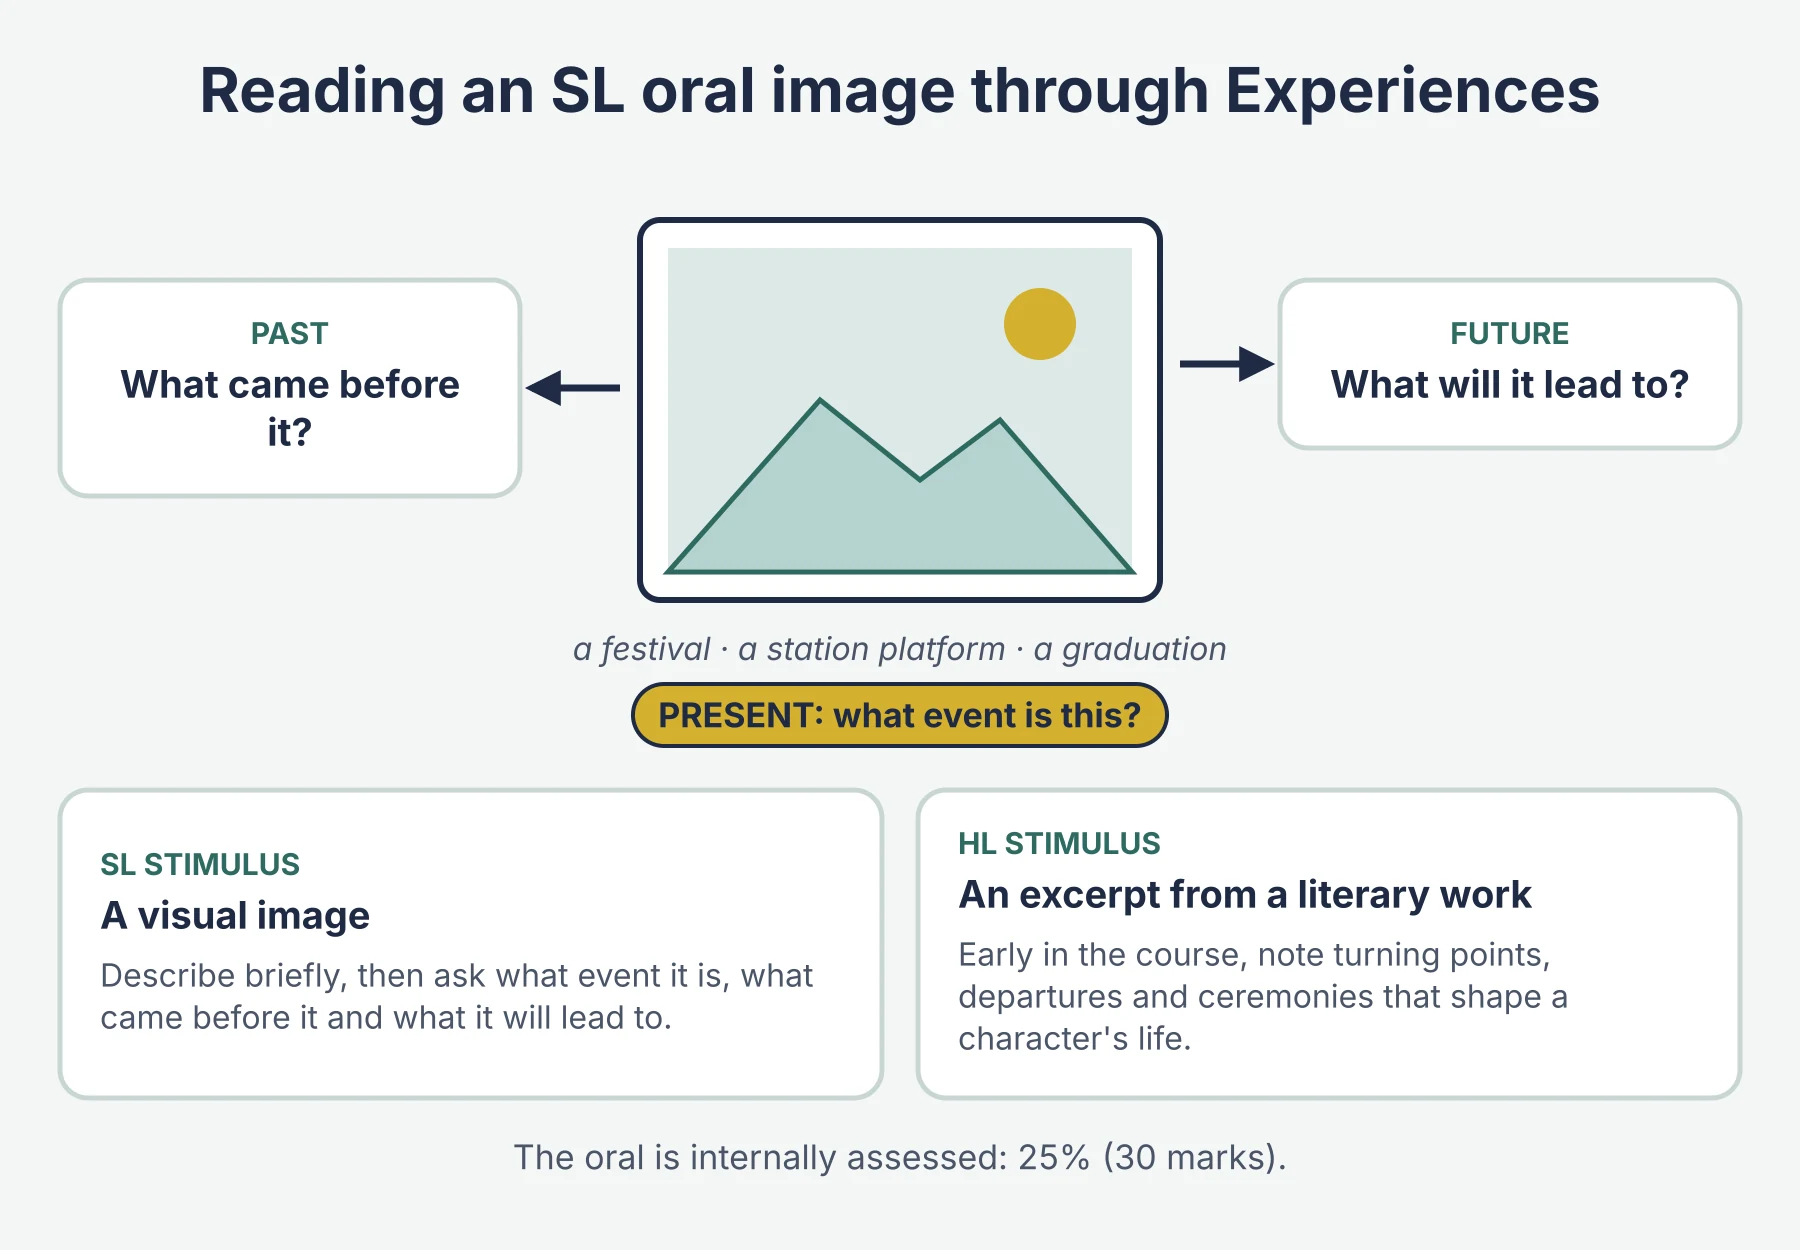 Reading an SL oral image through Experiences
PAST
What came before
it?
FUTURE
What will it lead to?
a festival · a station platform · a graduation
PRESENT: what event is this?
SL STIMULUS
A visual image
Describe briefly, then ask what event it is, what
came before it and what it will lead to.
HL STIMULUS
An excerpt from a literary work
Early in the course, note turning points,
departures and ceremonies that shape a
character's life.
The oral is internally assessed: 25% (30 marks).